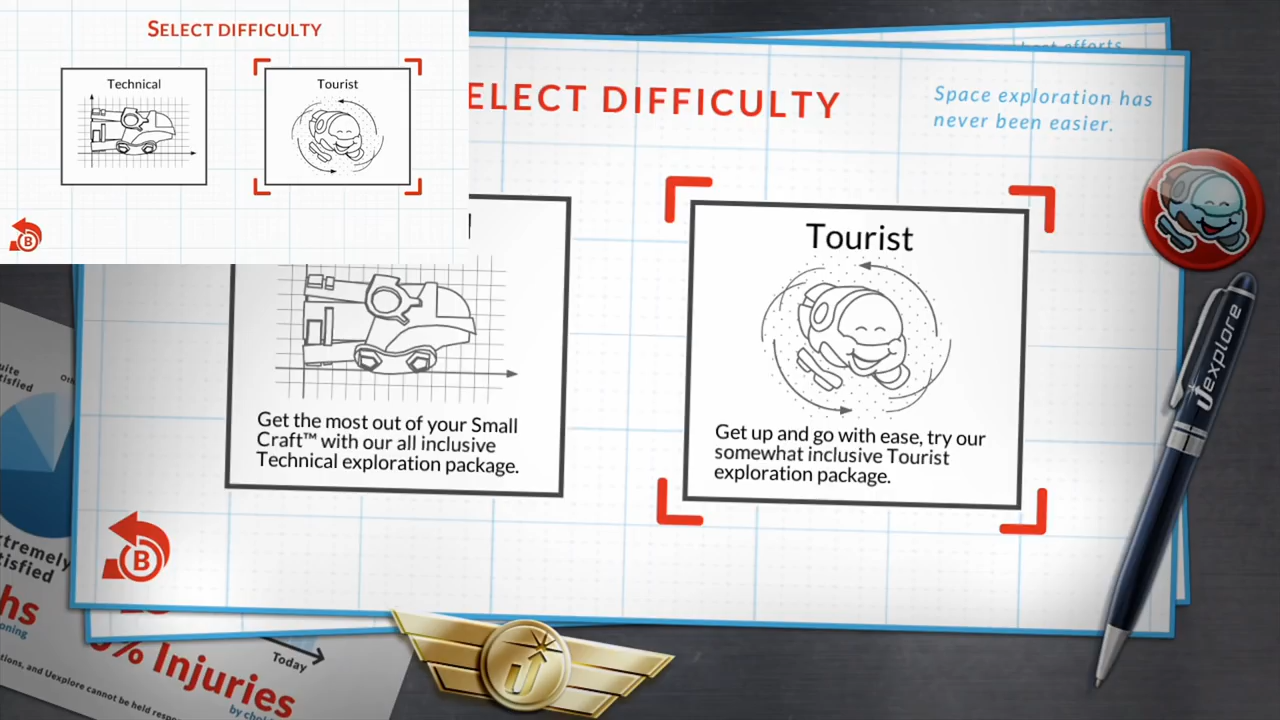 SELECT DIFFICULTY
Technical
Tourist
B
ELECT DIFFICULTY
Space exploration has
never been easier.
Tourist
Get the most out of your Small
Craft™ with our all inclusive
Technical exploration package.
Get up and go with ease, try our
somewhat inclusive Tourist
exploration package.
B
Uexplore
% Injuries
Today